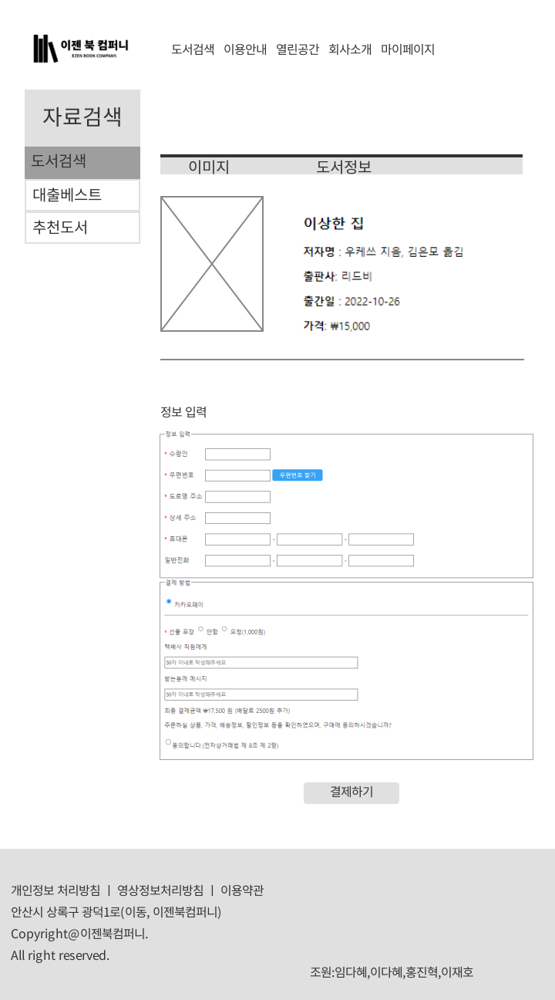 이젠 북 컴퍼니
EZEN BOOK COMPANY.
도서검색 이용안내 열린공간 회사소개 마이페이지
자료검색
도서검색
대출베스트
추천도서
이미지 도서정보
이상한 집
저자명 : 우케쓰 지음, 김은모 옮김
출판사: 리드비
출간일 : 2022-10-26
가격: ₩15,000
정보 입력
정보 입력
* 수령인
* 우편번호 우편번호 찾기
* 도로명 주소
* 상세 주소
* 휴대폰 - -
일반전화 - -
결제 방법
카카오페이
* 선물 포장 안함 요청(1,000원)
택배사 직원에게
30자 이내로 작성해주세요
받는분께 메시지
30자 이내로 작성해주세요
최종 결제금액 ₩17,500 원 (배달료 2500원 추가)
주문하실 상품, 가격, 배송정보, 할인정보 등을 확인하였으며, 구매에 동의하시겠습니까?
동의합니다.(전자상거래법 제 8조 제 2항)
결제하기
개인정보 처리방침 ㅣ 영상정보처리방침 ㅣ 이용약관
안산시 상록구 광덕1로(이동, 이젠북컴퍼니)
Copyright@이젠북컴퍼니.
All right reserved.
조원:임다혜,이다혜,홍진혁,이재호